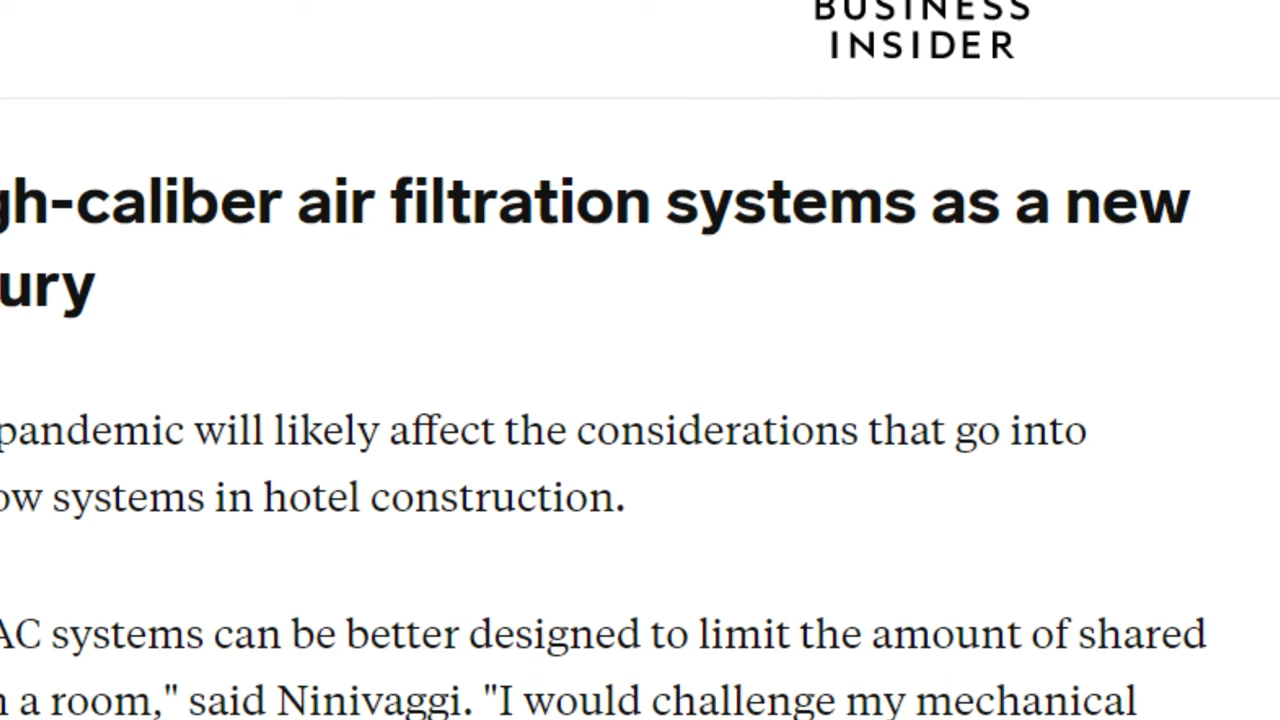 BUSINESS
INSIDER
gh-caliber air filtration systems as a new
ury
pandemic will likely affect the considerations that go into
ow systems in hotel construction.
AC systems can be better designed to limit the amount of shared
n a room," said Ninivaggi. "I would challenge my mechanical